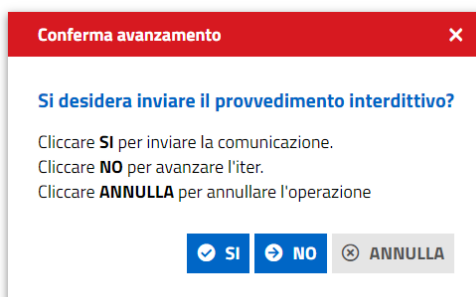 Conferma avanzamento
Si desidera inviare il provvedimento interdittivo?
Cliccare SI per inviare la comunicazione.
Cliccare NO per avanzare l'iter.
Cliccare ANNULLA per annullare l'operazione
SI NO ANNULLA